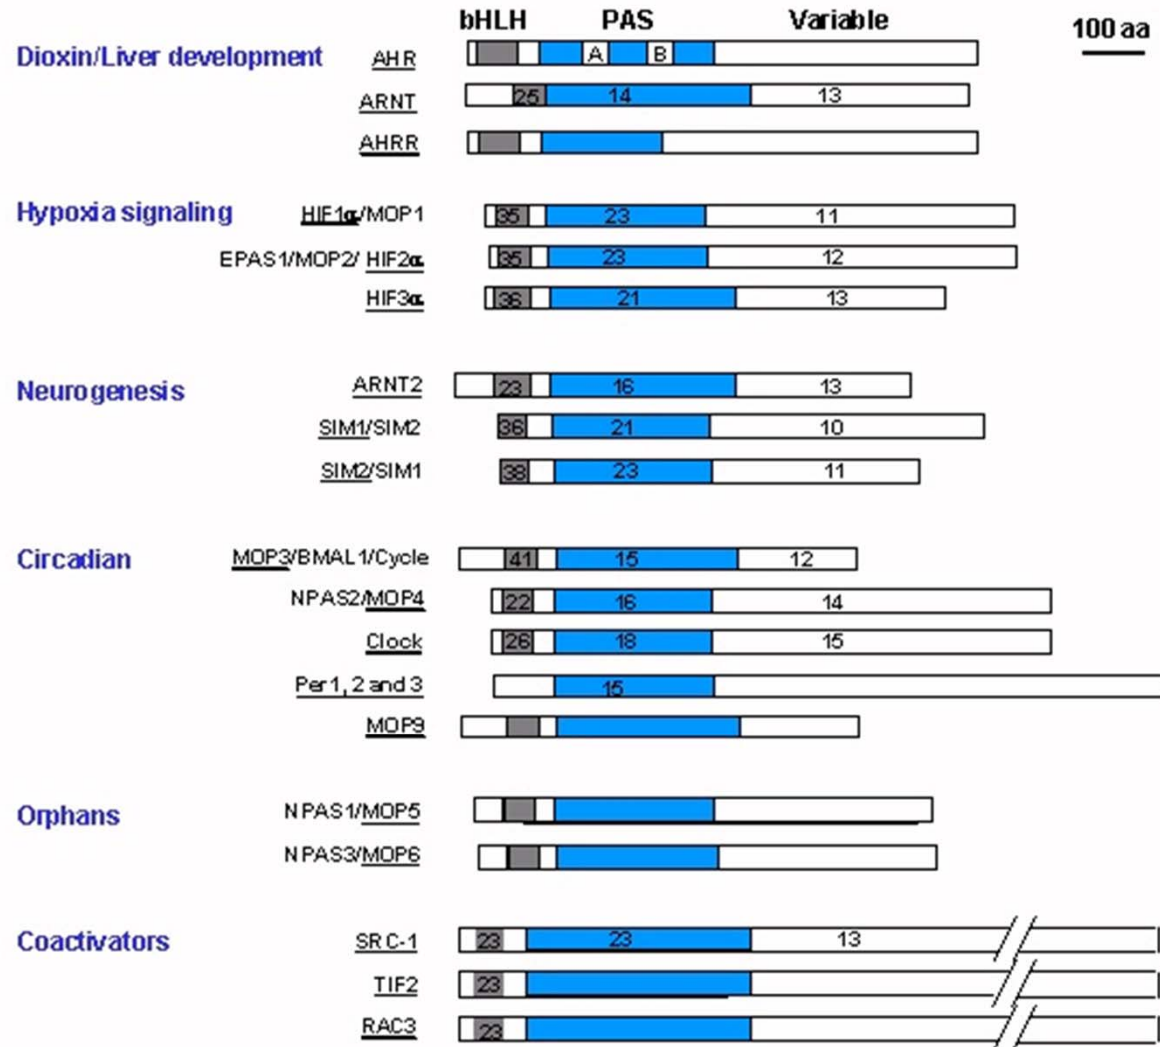 bHLH PAS Variable 100 aa
Dioxin/Liver development AHR A B
ARNT 25 14 13
AHRR
Hypoxia signaling HIF1α/MOP1 35 23 11
EPAS1/MOP2/ HIF2α 35 23 12
HIF3α 36 21 13
Neurogenesis ARNT2 23 16 13
SIM1/SIM2 36 21 10
SIM2/SIM1 38 23 11
Circadian MOP3/BMAL1/Cycle 41 15 12
NPAS2/MOP4 22 16 14
Clock 26 18 15
Per 1, 2 and 3 15
MOP9
Orphans NPAS1/MOP5
NPAS3/MOP6
Coactivators SRC-1 23 23 13
TIF2 23
RAC3 23